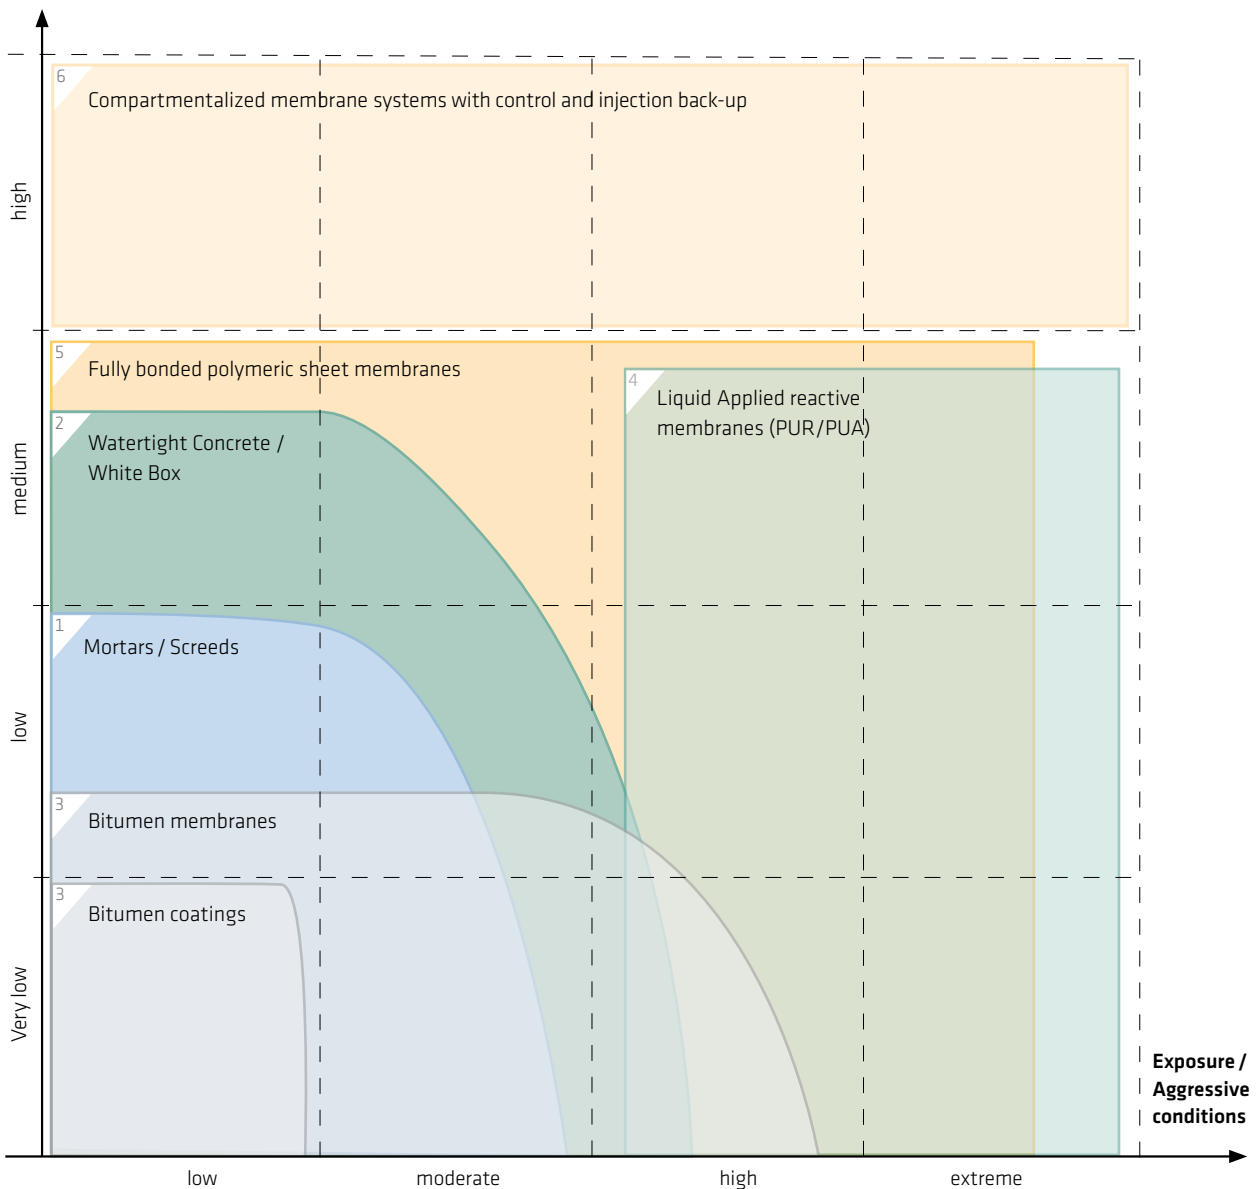 6
Compartmentalized membrane systems with control and injection back-up
high
5
Fully bonded polymeric sheet membranes
4
Liquid Applied reactive
membranes (PUR/PUA)
2
Watertight Concrete /
White Box
medium
1
Mortars / Screeds
low
3
Bitumen membranes
3
Bitumen coatings
Very low
Exposure /
Aggressive
conditions
low
moderate
high
extreme